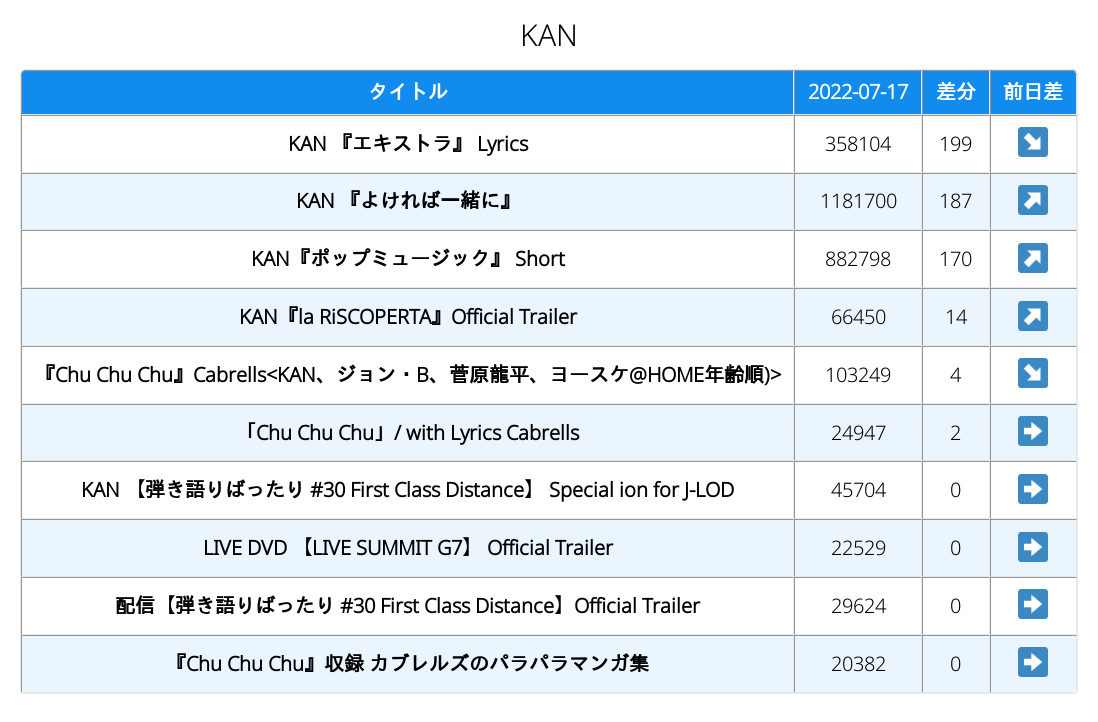 KAN
タイトル 2022-07-17 差分 前日差
KAN 『エキストラ』 Lyrics 358104 199 ↘
KAN 『よければ一緒に』 1181700 187 ↗
KAN『ポップミュージック』 Short 882798 170 ↗
KAN『la RiSCOPERTA』Official Trailer 66450 14 ↗
『Chu Chu Chu』Cabrells<KAN、ジョン・B、菅原龍平、ヨースケ@HOME年齢順)> 103249 4 ↘
「Chu Chu Chu」/ with Lyrics Cabrells 24947 2 ➡
KAN 【弾き語りばったり #30 First Class Distance】 Special ion for J-LOD 45704 0 ➡
LIVE DVD 【LIVE SUMMIT G7】 Official Trailer 22529 0 ➡
配信【弾き語りばったり #30 First Class Distance】Official Trailer 29624 0 ➡
『Chu Chu Chu』収録 カブレルズのパラパラマンガ集 20382 0 ➡